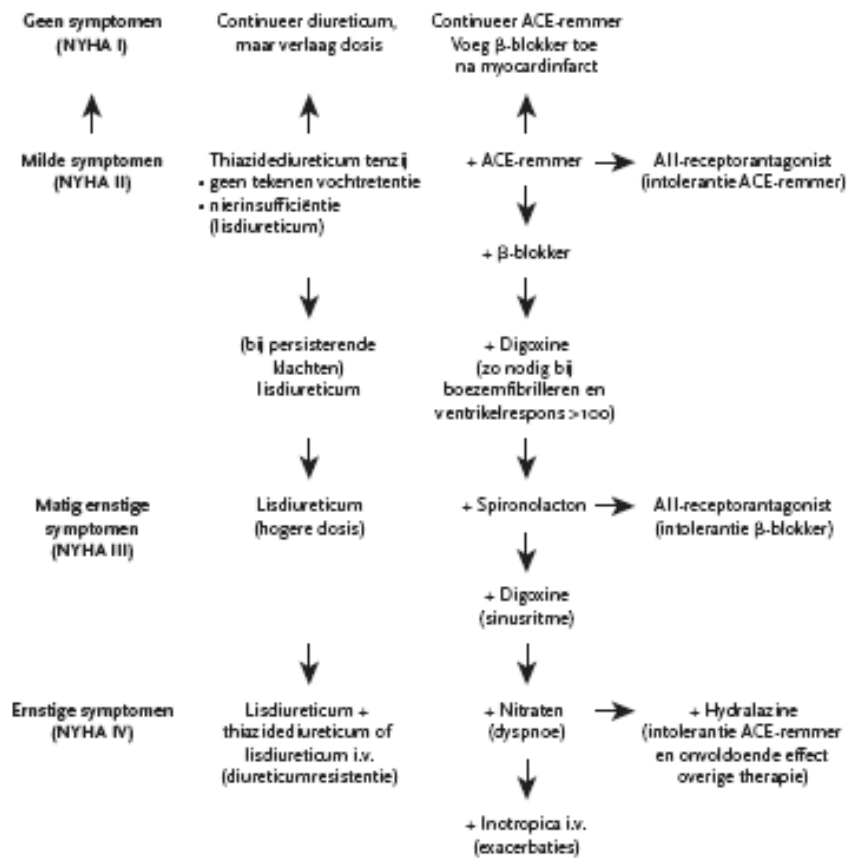 Geen symptomen
(NYHA I)
Continueer diureticum,
maar verlaag dosis
Continueer ACE-remmer
Voeg β-blokker toe
na myocardinfarct
Milde symptomen
(NYHA II)
Thiazidediureticum tenzij
• geen tekenen vochtretentie
• nierinsufficiëntie
(lisdiureticum)
+ ACE-remmer
AII-receptorantagonist
(intolerantie ACE-remmer)
+ β-blokker
(bij persisterende
klachten)
lisdiureticum
+ Digoxine
(zo nodig bij
boezemfibrilleren en
ventrikelrespons >100)
Matig ernstige
symptomen
(NYHA III)
Lisdiureticum
(hogere dosis)
+ Spironolacton
AII-receptorantagonist
(intolerantie β-blokker)
+ Digoxine
(sinusritme)
Ernstige symptomen
(NYHA IV)
Lisdiureticum +
thiazidediureticum of
lisdiureticum i.v.
(diureticumresistentie)
+ Nitraten
(dyspnoe)
+ Hydralazine
(intolerantie ACE-remmer
en onvoldoende effect
overige therapie)
+ Inotropica i.v.
(exacerbaties)